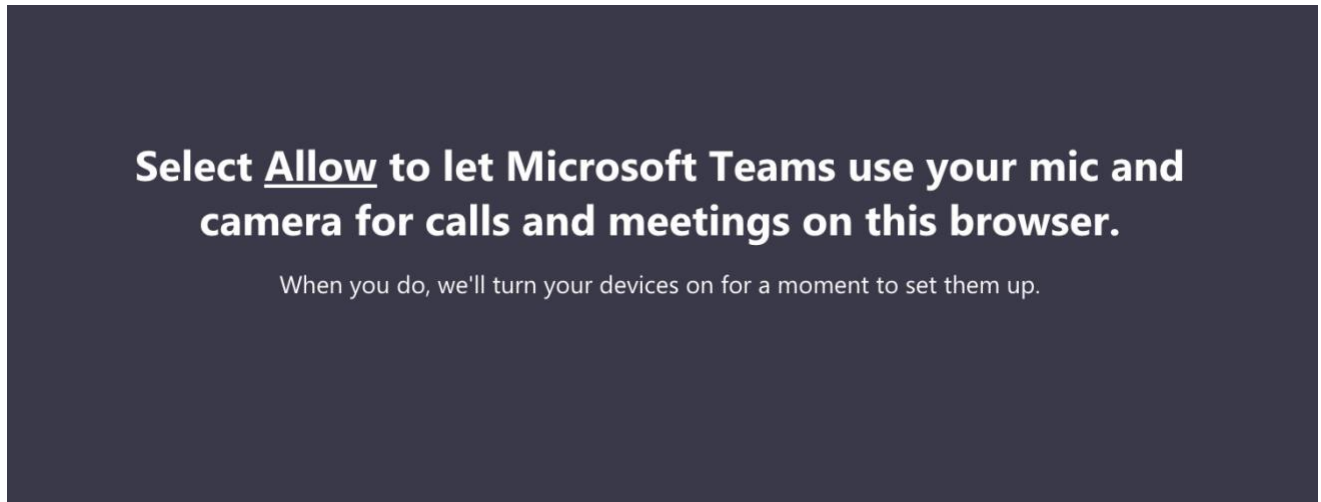 Select Allow to let Microsoft Teams use your mic and
camera for calls and meetings on this browser.
When you do, we'll turn your devices on for a moment to set them up.